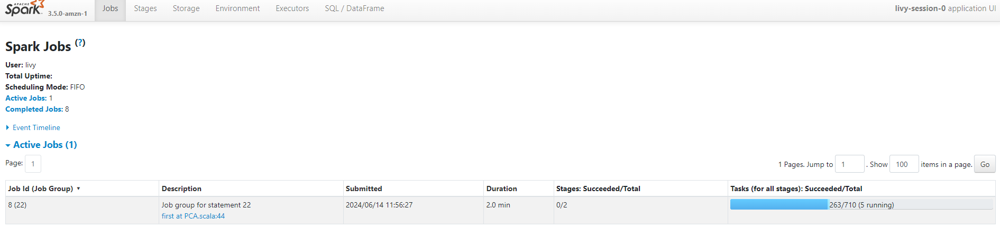 APACHE
Spark 3.5.0-amzn-1 Jobs Stages Storage Environment Executors SQL / DataFrame livy-session-0 application UI
Spark Jobs (?)
User: livy
Total Uptime:
Scheduling Mode: FIFO
Active Jobs: 1
Completed Jobs: 8
Event Timeline
Active Jobs (1)
Page: 1 1 Pages. Jump to 1 . Show 100 items in a page. Go
Job Id (Job Group) Description Submitted Duration Stages: Succeeded/Total Tasks (for all stages): Succeeded/Total
8 (22) Job group for statement 22 2024/06/14 11:56:27 2.0 min 0/2 263/710 (5 running)
first at PCA.scala:44